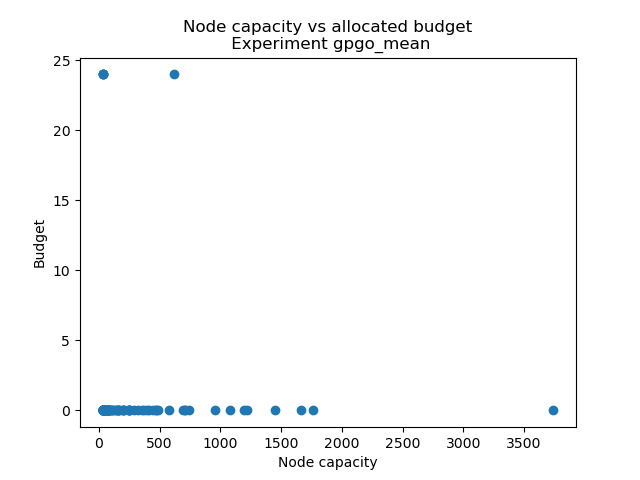 Node capacity vs allocated budget
Experiment gpgo_mean
25
20
15
10
5
0
Budget
0 500 1000 1500 2000 2500 3000 3500
Node capacity